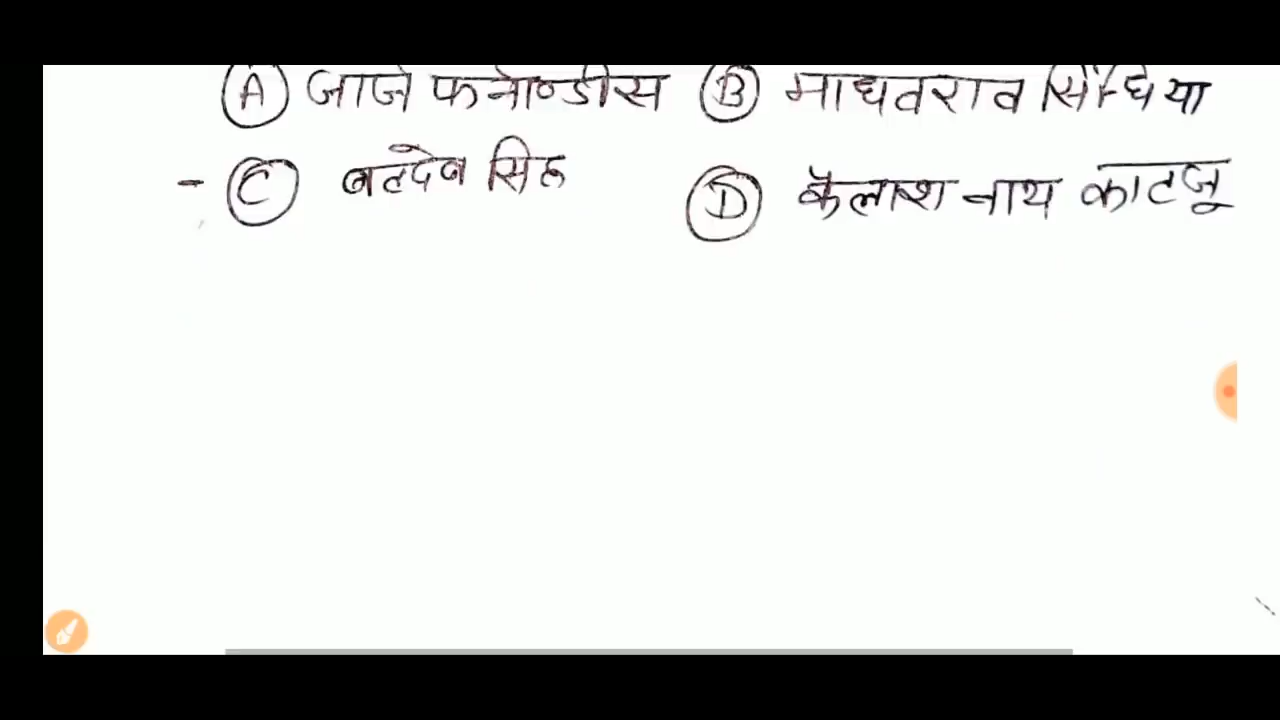 (A) जार्ज फर्नाण्डीस (B) माधवराव सिंधिया
- (C) बलदेव सिंह (D) कैलाश नाथ काटजू